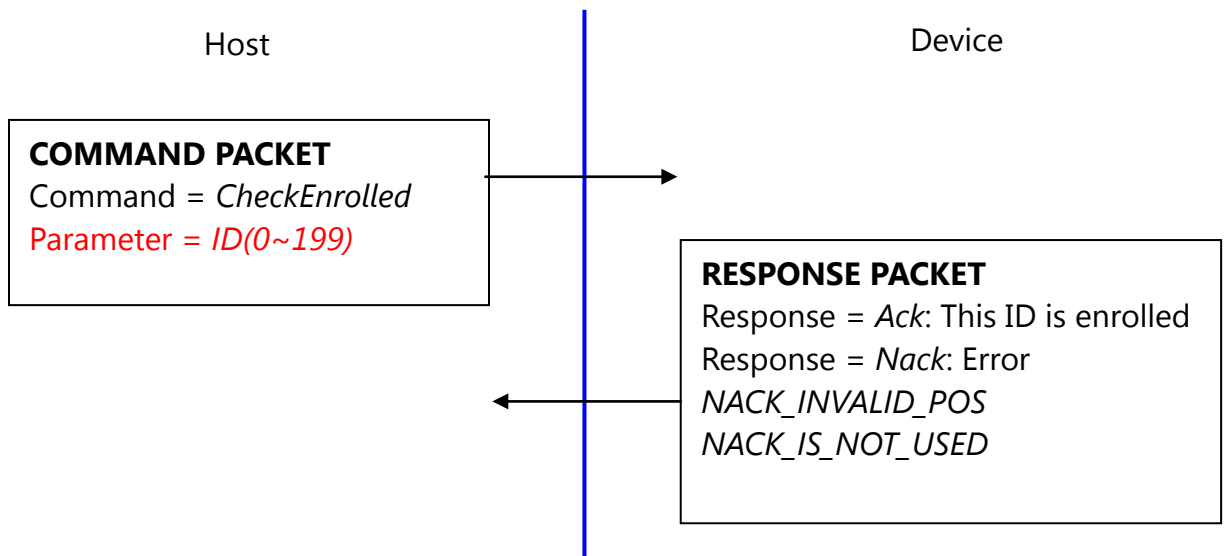 Host
Device
COMMAND PACKET
Command = CheckEnrolled
Parameter = ID(0~199)
RESPONSE PACKET
Response = Ack: This ID is enrolled
Response = Nack: Error
NACK_INVALID_POS
NACK_IS_NOT_USED